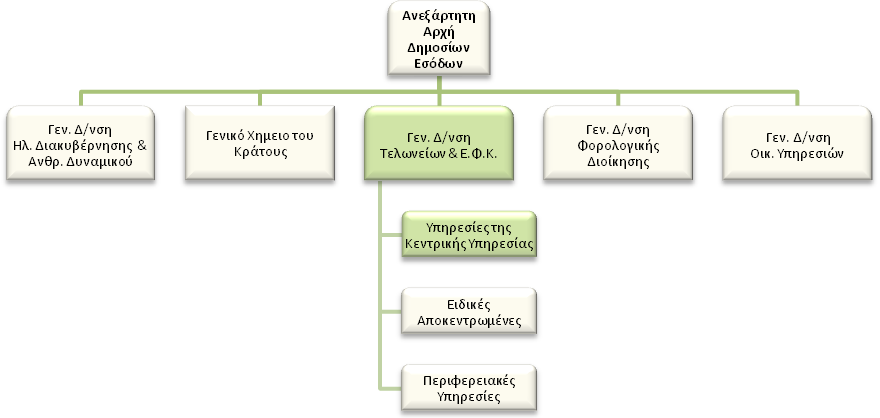 Ανεξάρτητη
Αρχή
Δημοσίων
Εσόδων
Γεν. Δ/νση
Ηλ. Διακυβέρνησης &
Ανθρ. Δυναμικού
Γενικό Χημειο του
Κράτους
Γεν. Δ/νση
Τελωνείων & Ε.Φ.Κ.
Γεν. Δ/νση
Φορολογικής
Διοίκησης
Γεν. Δ/νση
Οικ. Υπηρεσιών
Υπηρεσίες της
Κεντρικής Υπηρεσίας
Ειδικές
Αποκεντρωμένες
Περιφερειακές
Υπηρεσίες